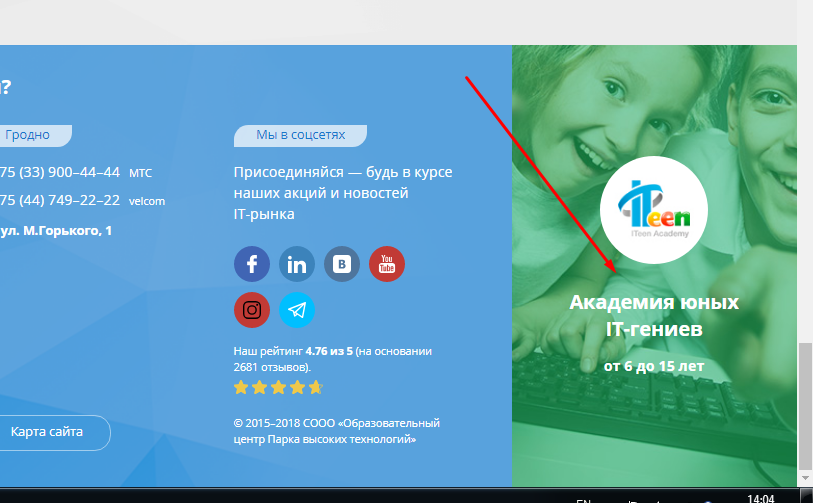 ?
Гродно
75 (33) 900–44–44 МТС
75 (44) 749–22–22 velcom
ул. М.Горького, 1
Карта сайта
Мы в соцсетях
Присоединяйся — будь в курсе
наших акций и новостей
IT-рынка
f
in
B
You
Tube
Наш рейтинг 4.76 из 5 (на основании
2681 отзывов).
© 2015–2018 СООО «Образовательный
центр Парка высоких технологий»
iTeen
ITeen Academy
Академия юных
IT-гениев
от 6 до 15 лет
14:04